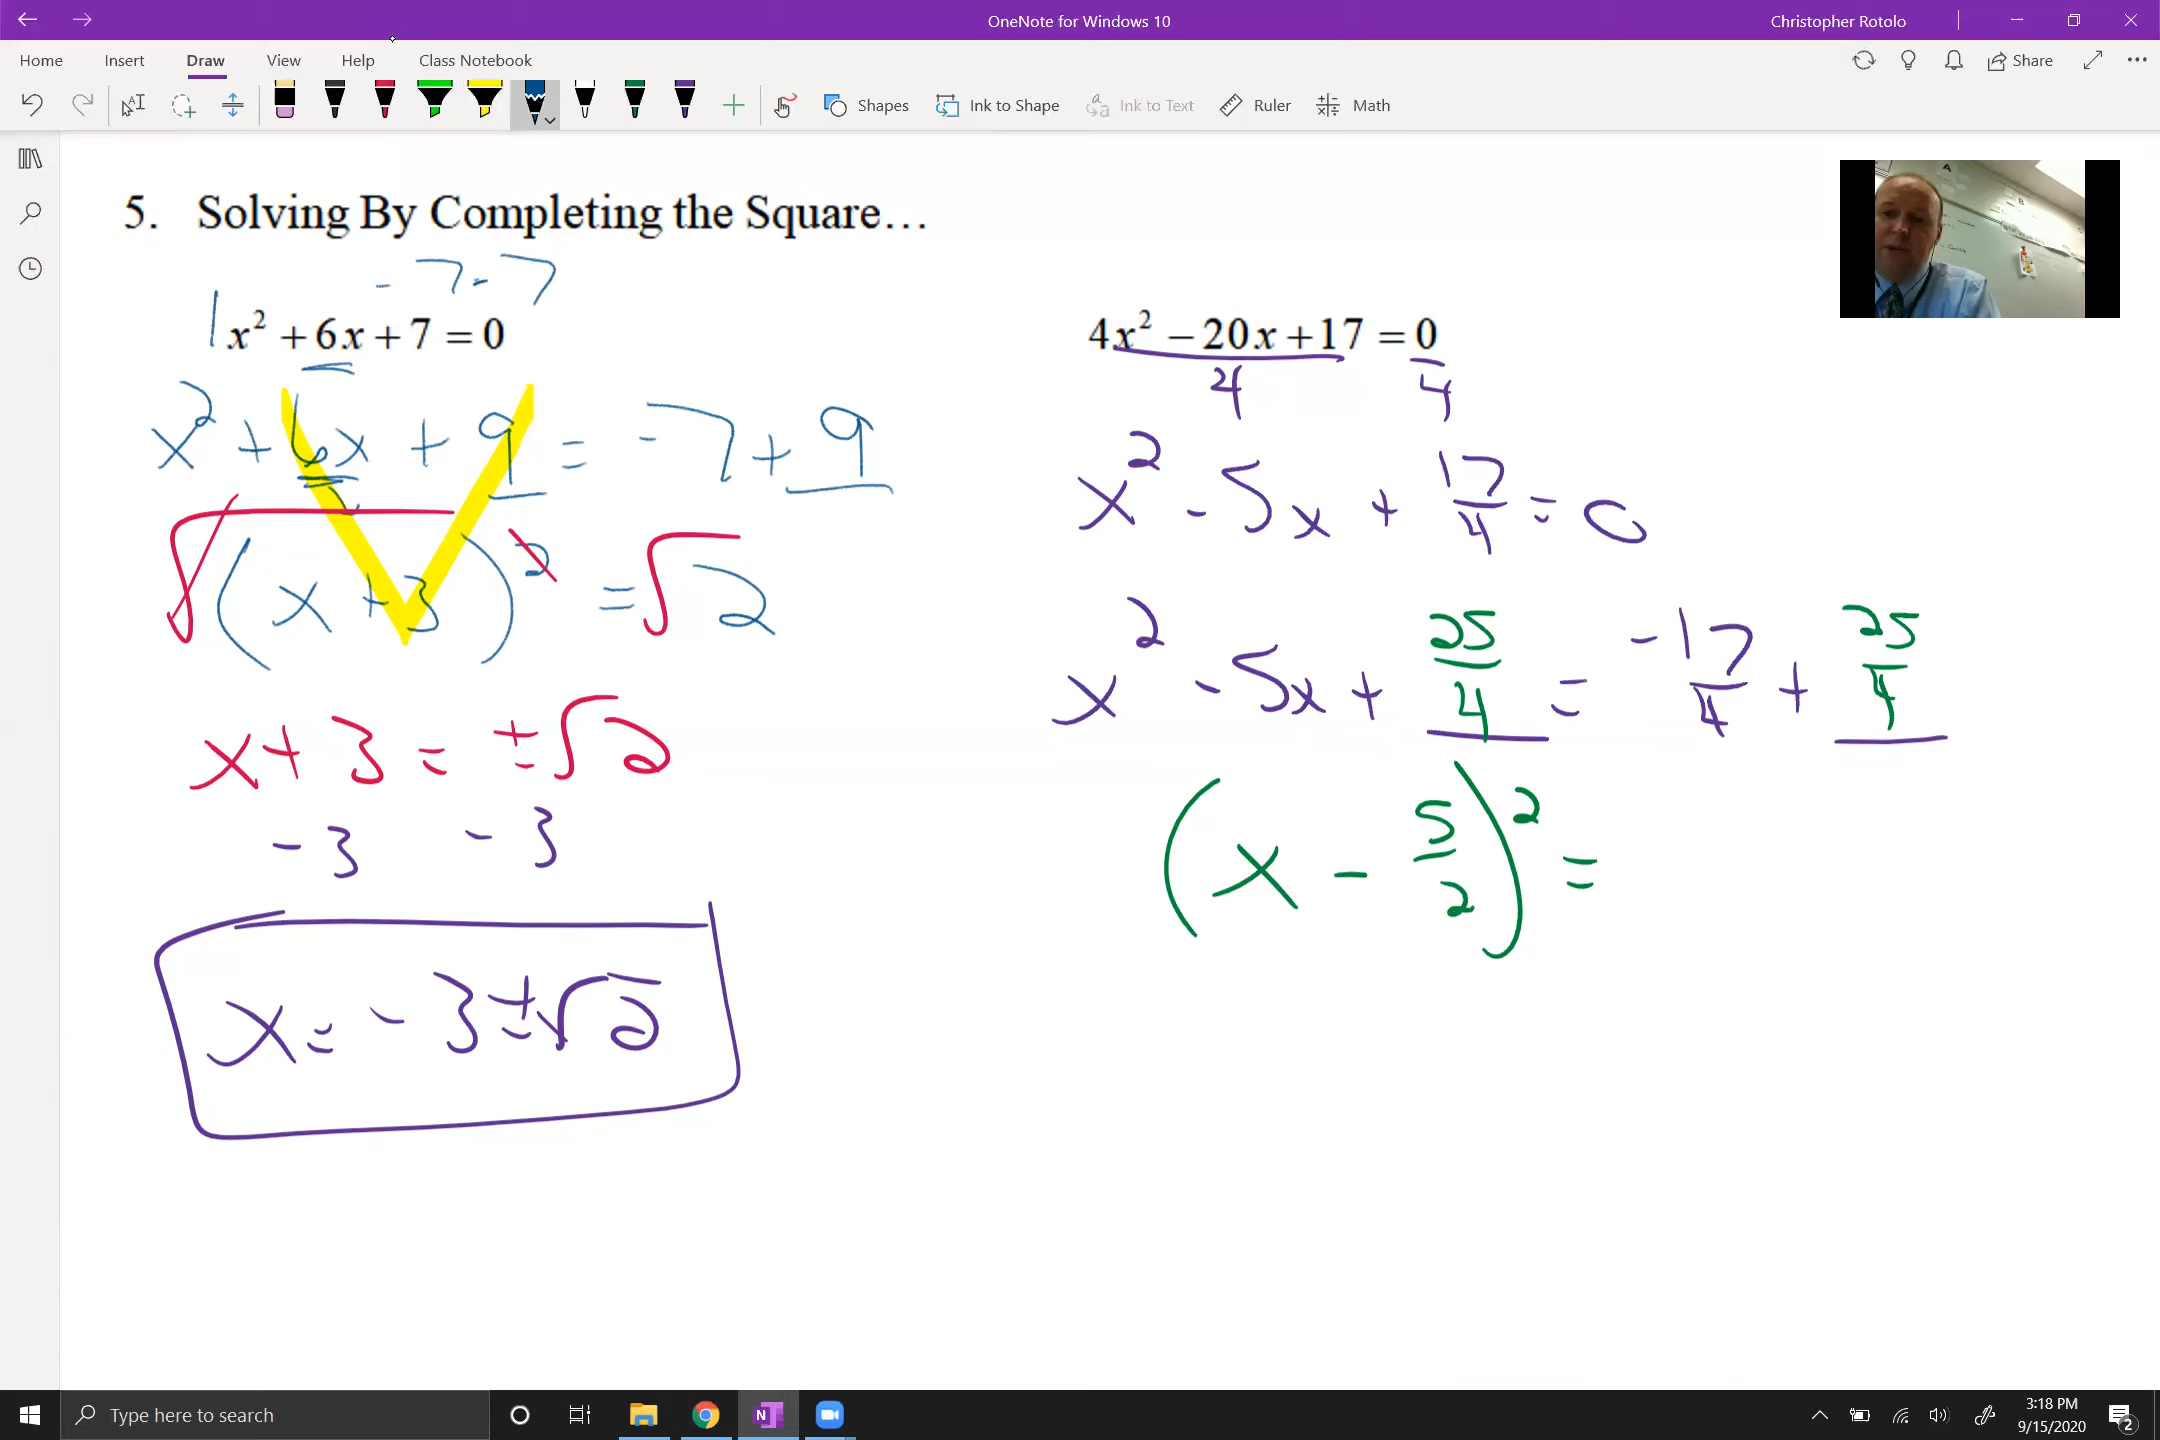 OneNote for Windows 10
Christopher Rotolo
Home Insert Draw View Help Class Notebook
Share
Shapes Ink to Shape Ink to Text Ruler Math
5. Solving By Completing the Square…
- 7 - 7
1x² + 6x + 7 = 0
x² + 6x + 9 = -7 + 9
√(x + 3)² = √2
x + 3 = ±√2
- 3 - 3
x = -3 ± √2
4x² − 20x + 17 = 0
4 4
x² - 5x + 17/4 = 0
x² - 5x + 25/4 = -17/4 + 25/4
(x - 5/2)² =
Type here to search
N
3:18 PM
9/15/2020
2